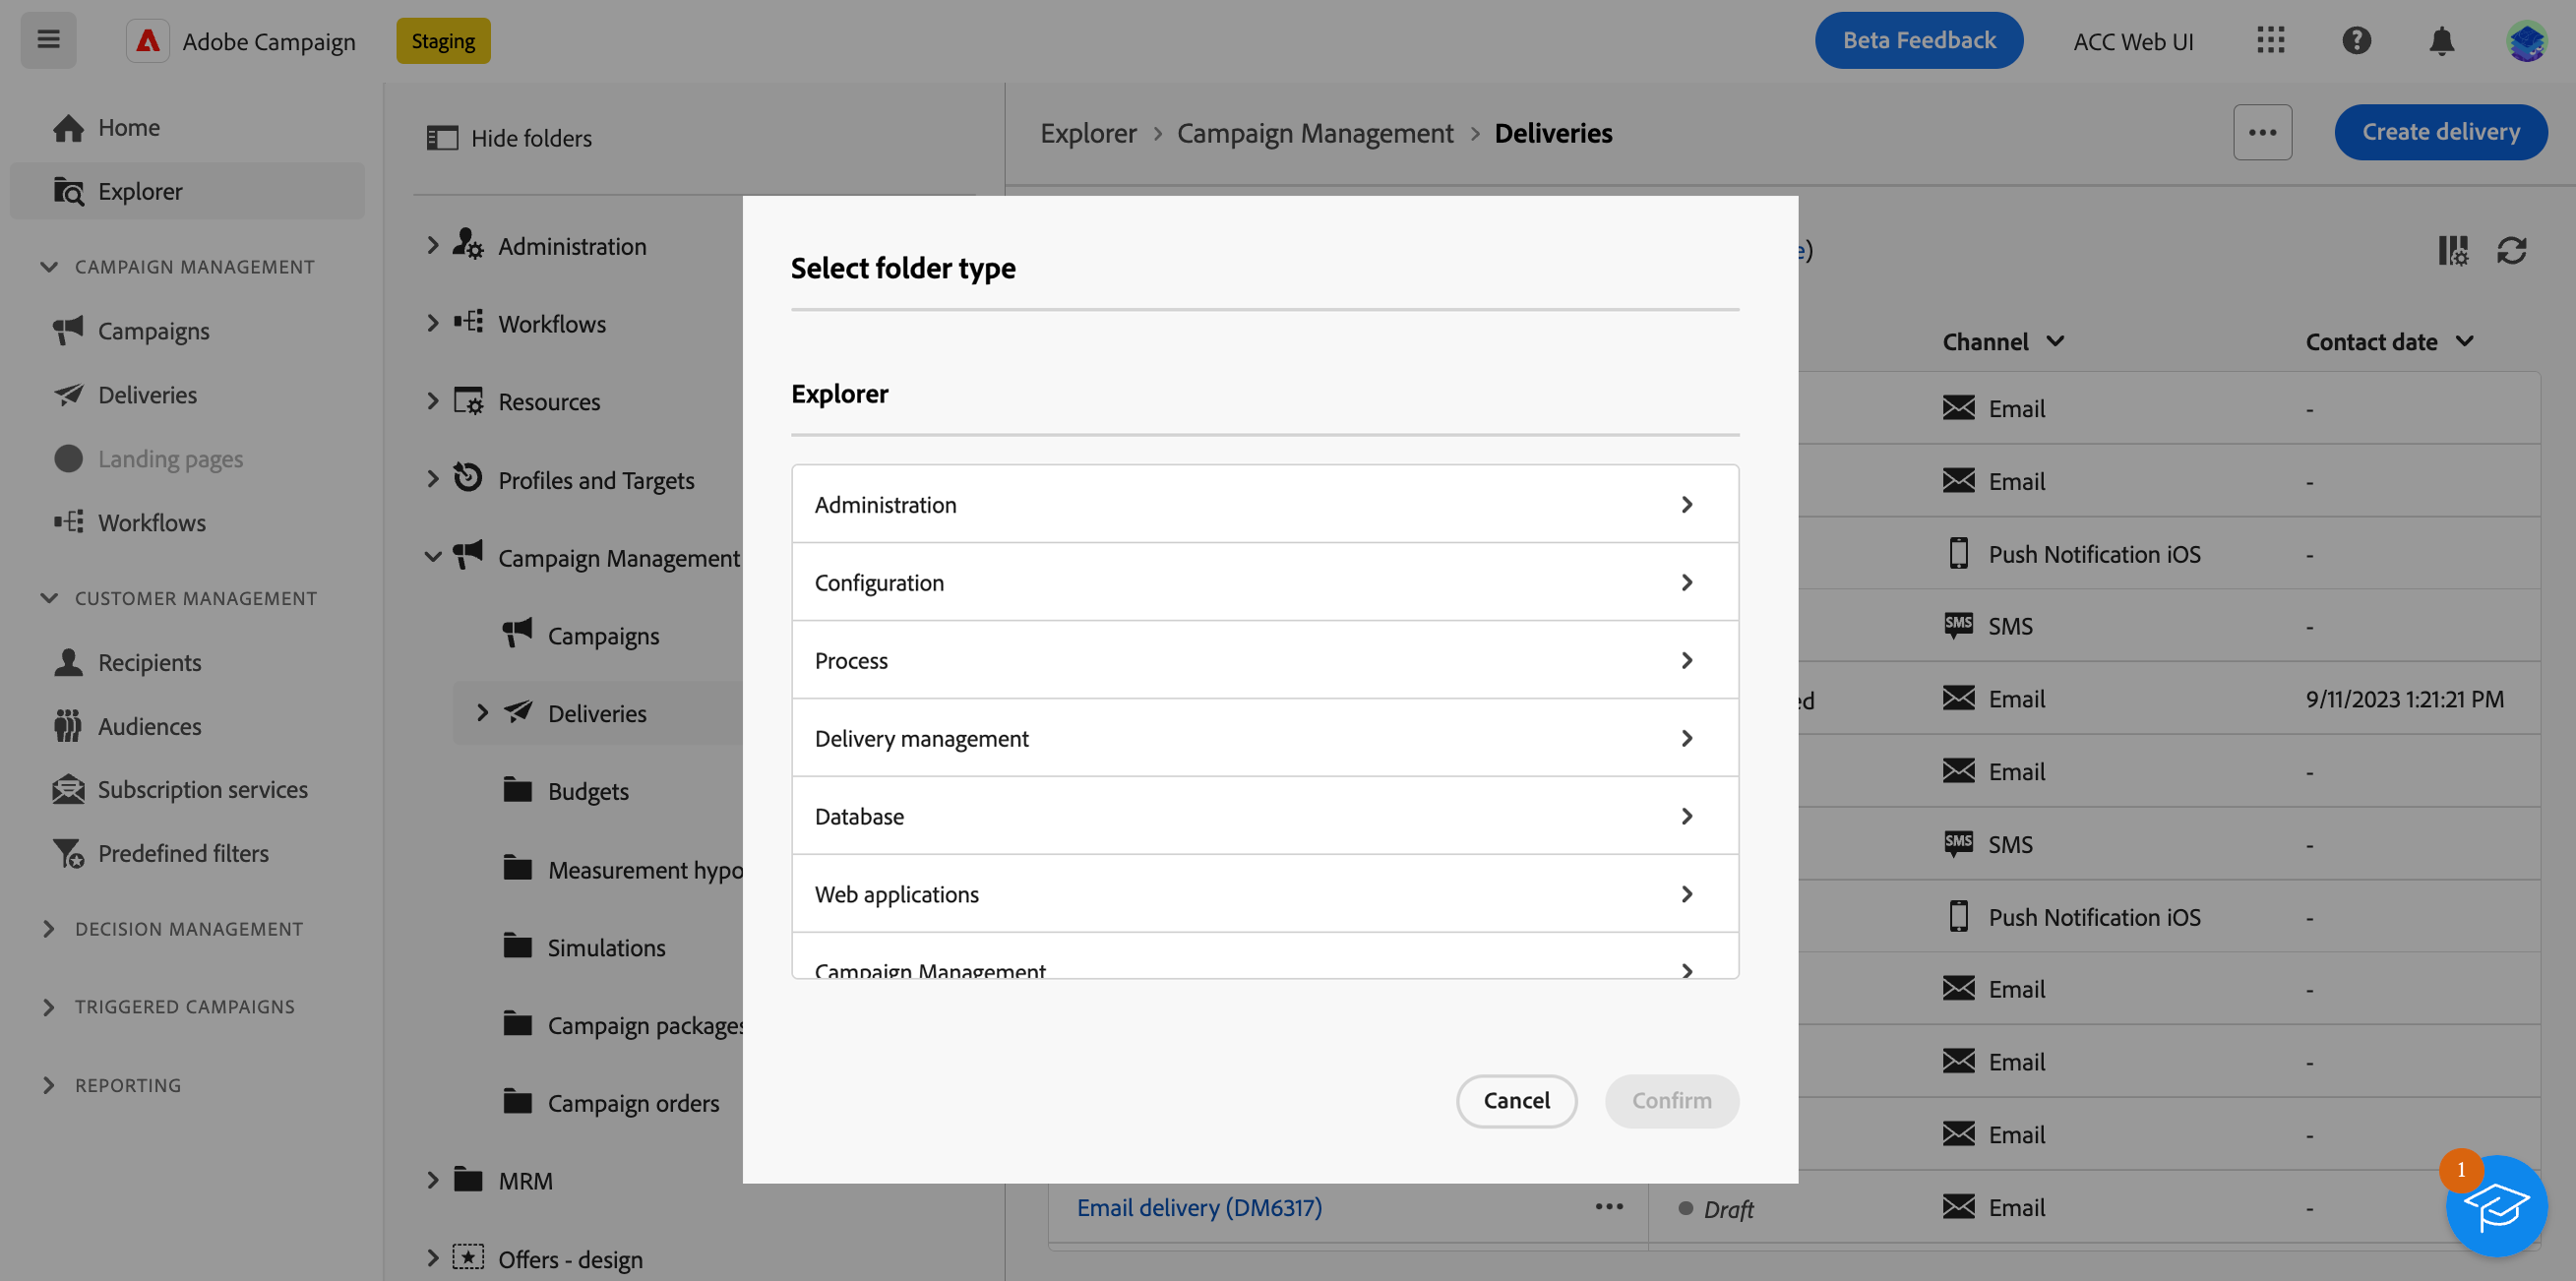 Adobe Campaign
Staging
Beta Feedback
ACC Web UI
Home
Explorer
CAMPAIGN MANAGEMENT
Campaigns
Deliveries
Landing pages
Workflows
CUSTOMER MANAGEMENT
Recipients
Audiences
Subscription services
Predefined filters
DECISION MANAGEMENT
TRIGGERED CAMPAIGNS
REPORTING
Hide folders
Administration
Workflows
Resources
Profiles and Targets
Campaign Management
Campaigns
Deliveries
Budgets
Measurement hypo
Simulations
Campaign packages
Campaign orders
MRM
Offers - design
Explorer > Campaign Management > Deliveries
...
Create delivery
e)
Channel
Contact date
Email -
Email -
Push Notification iOS -
SMS SMS -
ed Email 9/11/2023 1:21:21 PM
Email -
SMS SMS -
Push Notification iOS -
Email -
Email -
Email -
Email delivery (DM6317) ... Draft Email -
Select folder type
Explorer
Administration
Configuration
Process
Delivery management
Database
Web applications
Campaign Management
Cancel
Confirm
1